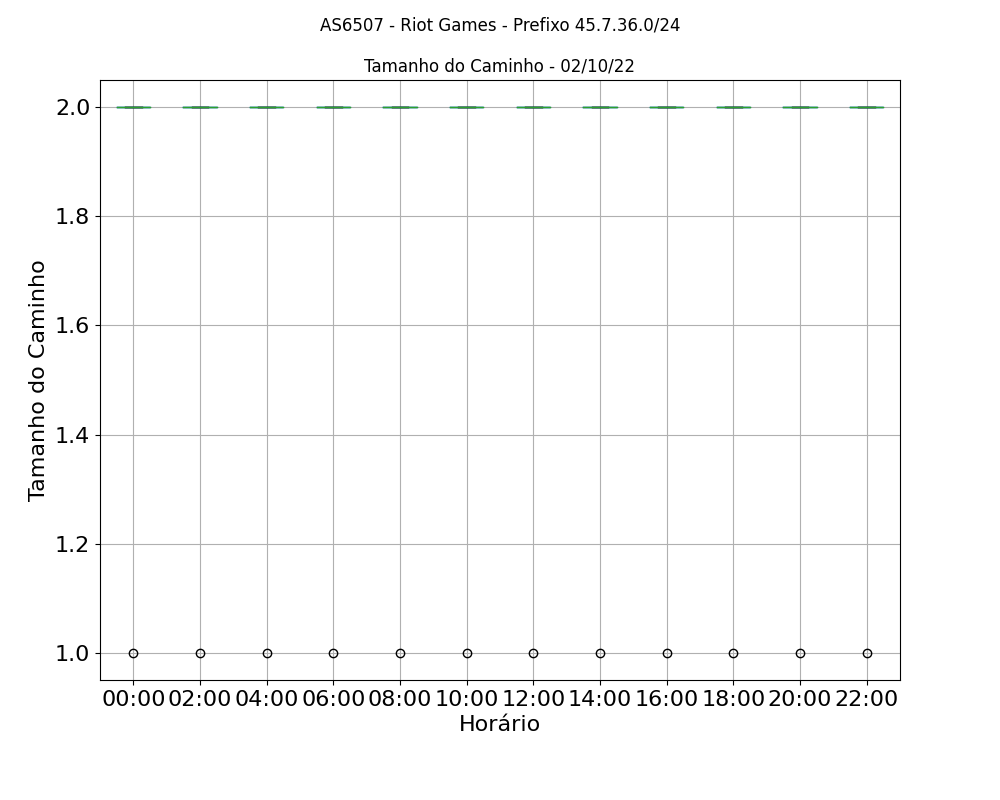 AS6507 - Riot Games - Prefixo 45.7.36.0/24
Tamanho do Caminho - 02/10/22
2.0
1.8
1.6
1.4
1.2
1.0
Tamanho do Caminho
00:00 02:00 04:00 06:00 08:00 10:00 12:00 14:00 16:00 18:00 20:00 22:00
Horário